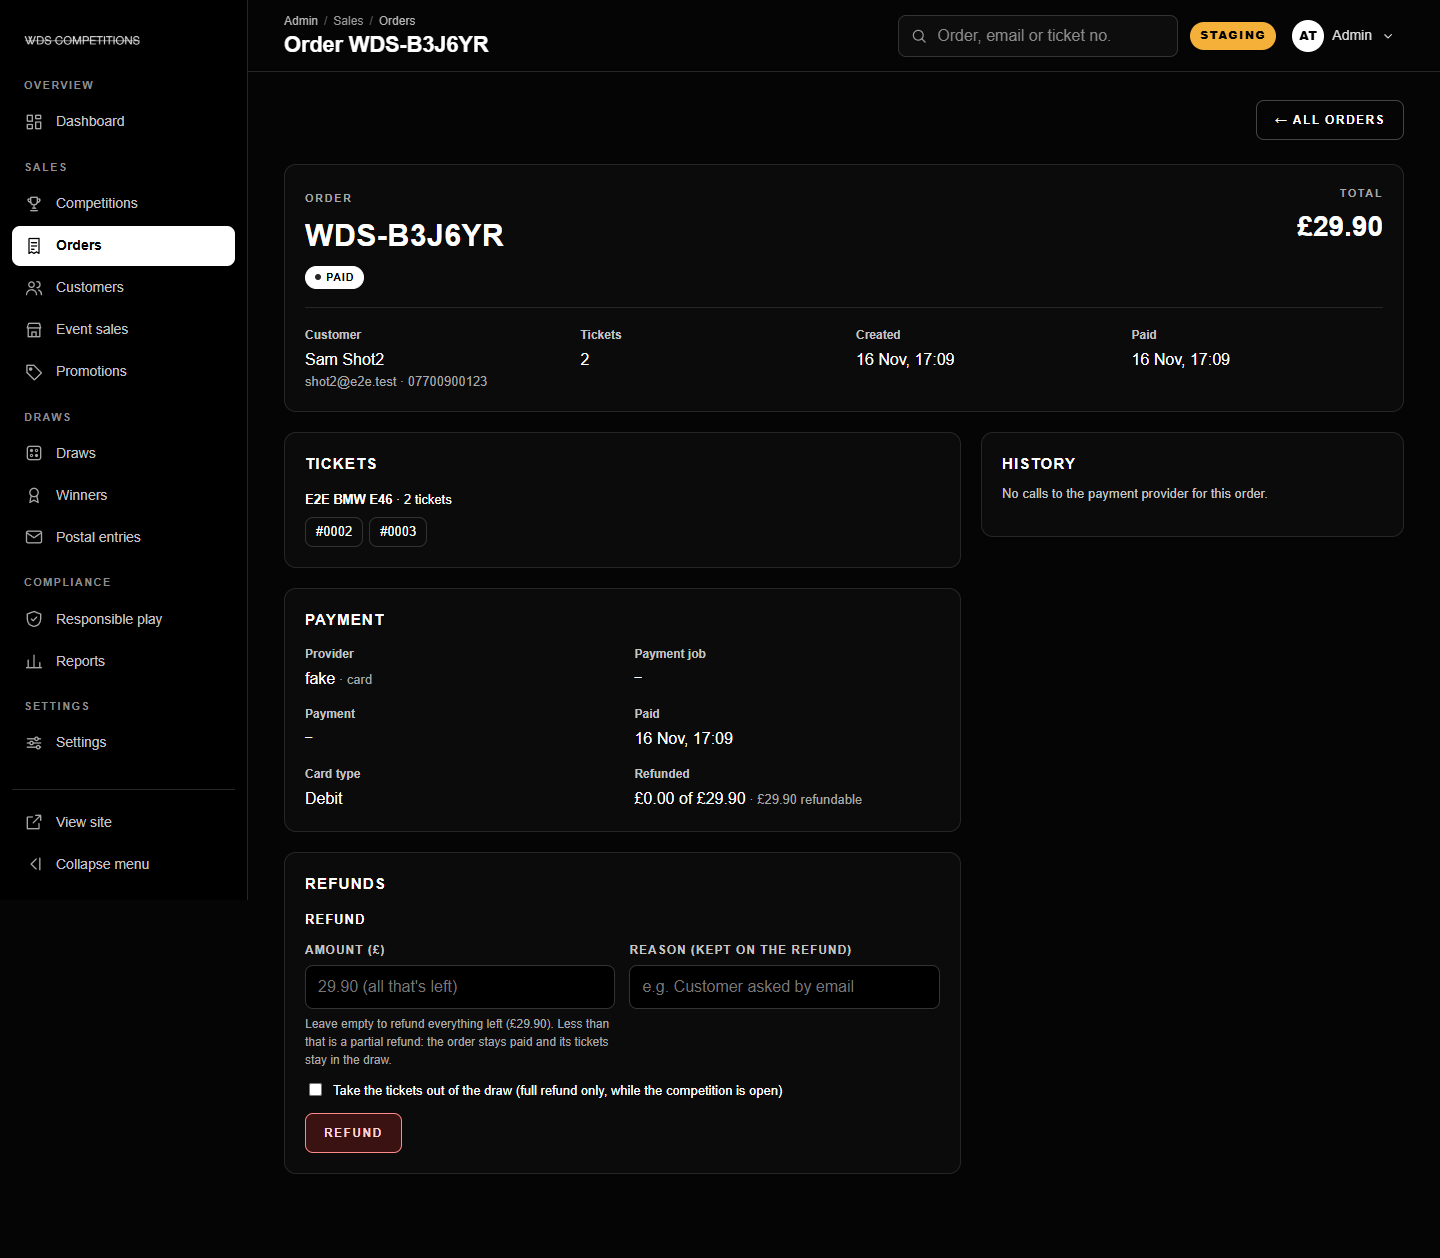 WDS COMPETITIONS
OVERVIEW
Dashboard
SALES
Competitions
Orders
Customers
Event sales
Promotions
DRAWS
Draws
Winners
Postal entries
COMPLIANCE
Responsible play
Reports
SETTINGS
Settings
View site
Collapse menu
Admin / Sales / Orders
Order WDS-B3J6YR
Order, email or ticket no.
STAGING
AT Admin
← ALL ORDERS
ORDER
WDS-B3J6YR
PAID
TOTAL
£29.90
Customer
Sam Shot2
shot2@e2e.test · 07700900123
Tickets
2
Created
16 Nov, 17:09
Paid
16 Nov, 17:09
TICKETS
E2E BMW E46 · 2 tickets
#0002 #0003
HISTORY
No calls to the payment provider for this order.
PAYMENT
Provider
fake · card
Payment job
–
Payment
–
Paid
16 Nov, 17:09
Card type
Debit
Refunded
£0.00 of £29.90 · £29.90 refundable
REFUNDS
REFUND
AMOUNT (£)
29.90 (all that's left)
Leave empty to refund everything left (£29.90). Less than
that is a partial refund: the order stays paid and its tickets
stay in the draw.
REASON (KEPT ON THE REFUND)
e.g. Customer asked by email
Take the tickets out of the draw (full refund only, while the competition is open)
REFUND